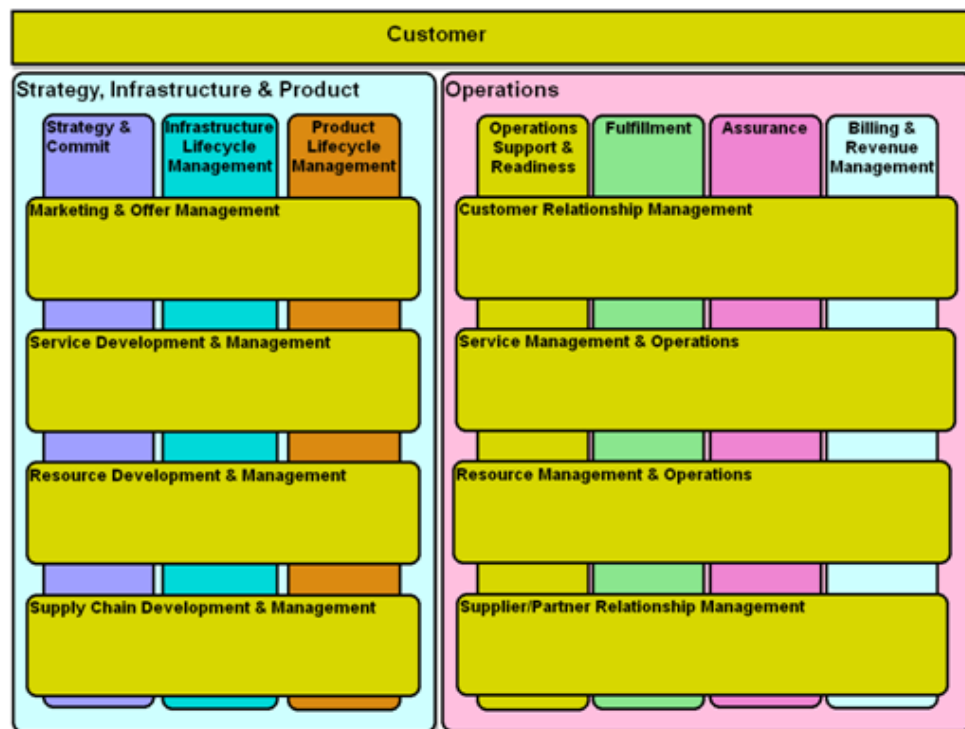 Customer
Strategy, Infrastructure & Product
Strategy &
Commit
Infrastructure
Lifecycle
Management
Product
Lifecycle
Management
Marketing & Offer Management
Service Development & Management
Resource Development & Management
Supply Chain Development & Management
Operations
Operations
Support &
Readiness
Fulfillment
Assurance
Billing &
Revenue
Management
Customer Relationship Management
Service Management & Operations
Resource Management & Operations
Supplier/Partner Relationship Management